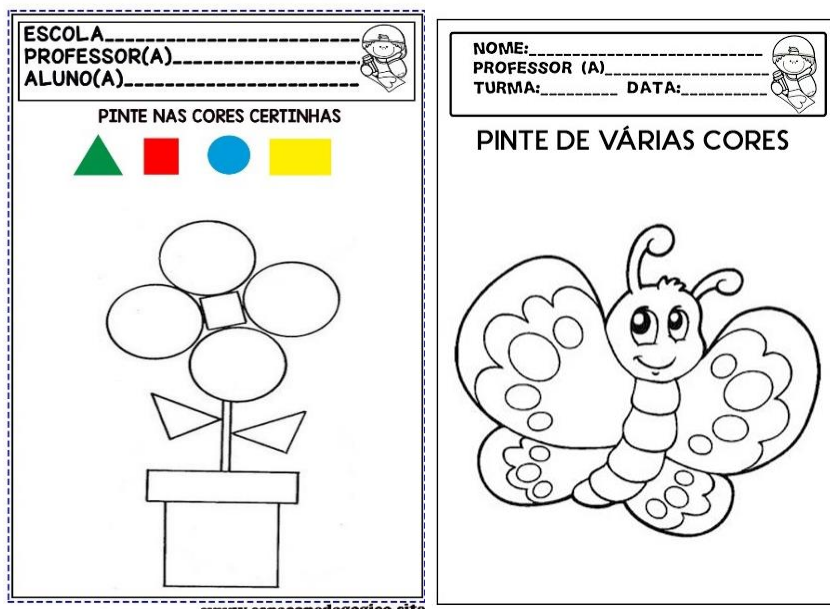 ESCOLA
PROFESSOR(A)
ALUNO(A)
PINTE NAS CORES CERTINHAS
NOME:
PROFESSOR (A)
TURMA: DATA:
PINTE DE VÁRIAS CORES